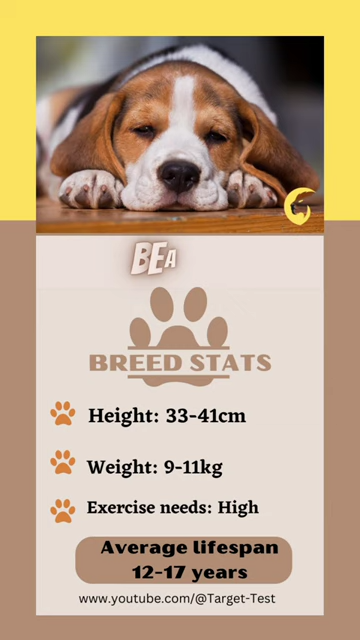 BEA
BREED STATS
Height: 33-41cm
Weight: 9-11kg
Exercise needs: High
Average lifespan
12-17 years
www.youtube.com/@Target-Test